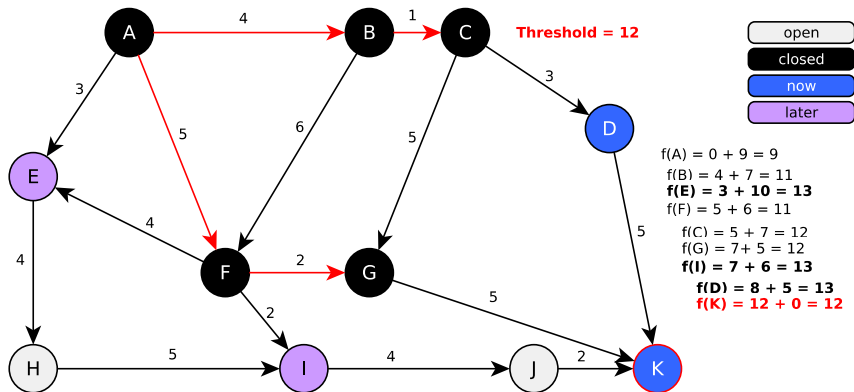 4
1
A
B
C
Threshold = 12
open
closed
now
later
3
3
5
6
5
D
E
f(A) = 0 + 9 = 9
f(B) = 4 + 7 = 11
f(E) = 3 + 10 = 13
f(F) = 5 + 6 = 11
f(C) = 5 + 7 = 12
f(G) = 7+ 5 = 12
f(I) = 7 + 6 = 13
f(D) = 8 + 5 = 13
f(K) = 12 + 0 = 12
4
5
4
2
F
G
2
5
5
4
2
H
I
J
K